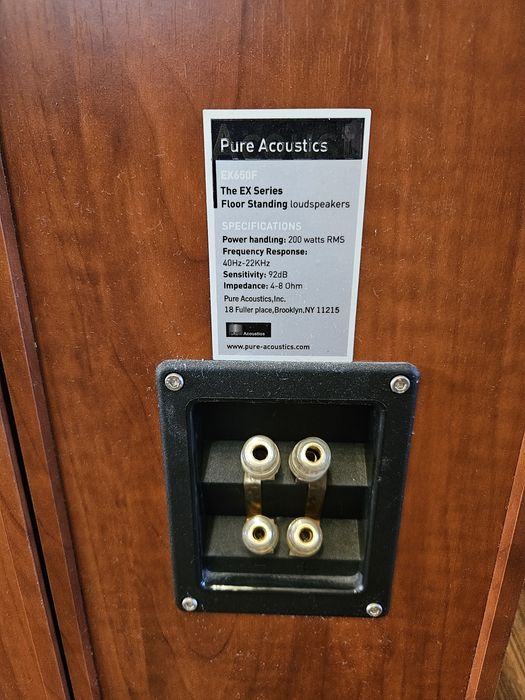 Pure Acoustics
EX650F
The EX Series
Floor Standing loudspeakers
SPECIFICATIONS
Power handling: 200 watts RMS
Frequency Response:
40Hz-22KHz
Sensitivity: 92dB
Impedance: 4-8 Ohm
Pure Acoustics,Inc.
18 Fuller place,Brooklyn,NY 11215
Acoustics
www.pure-acoustics.com